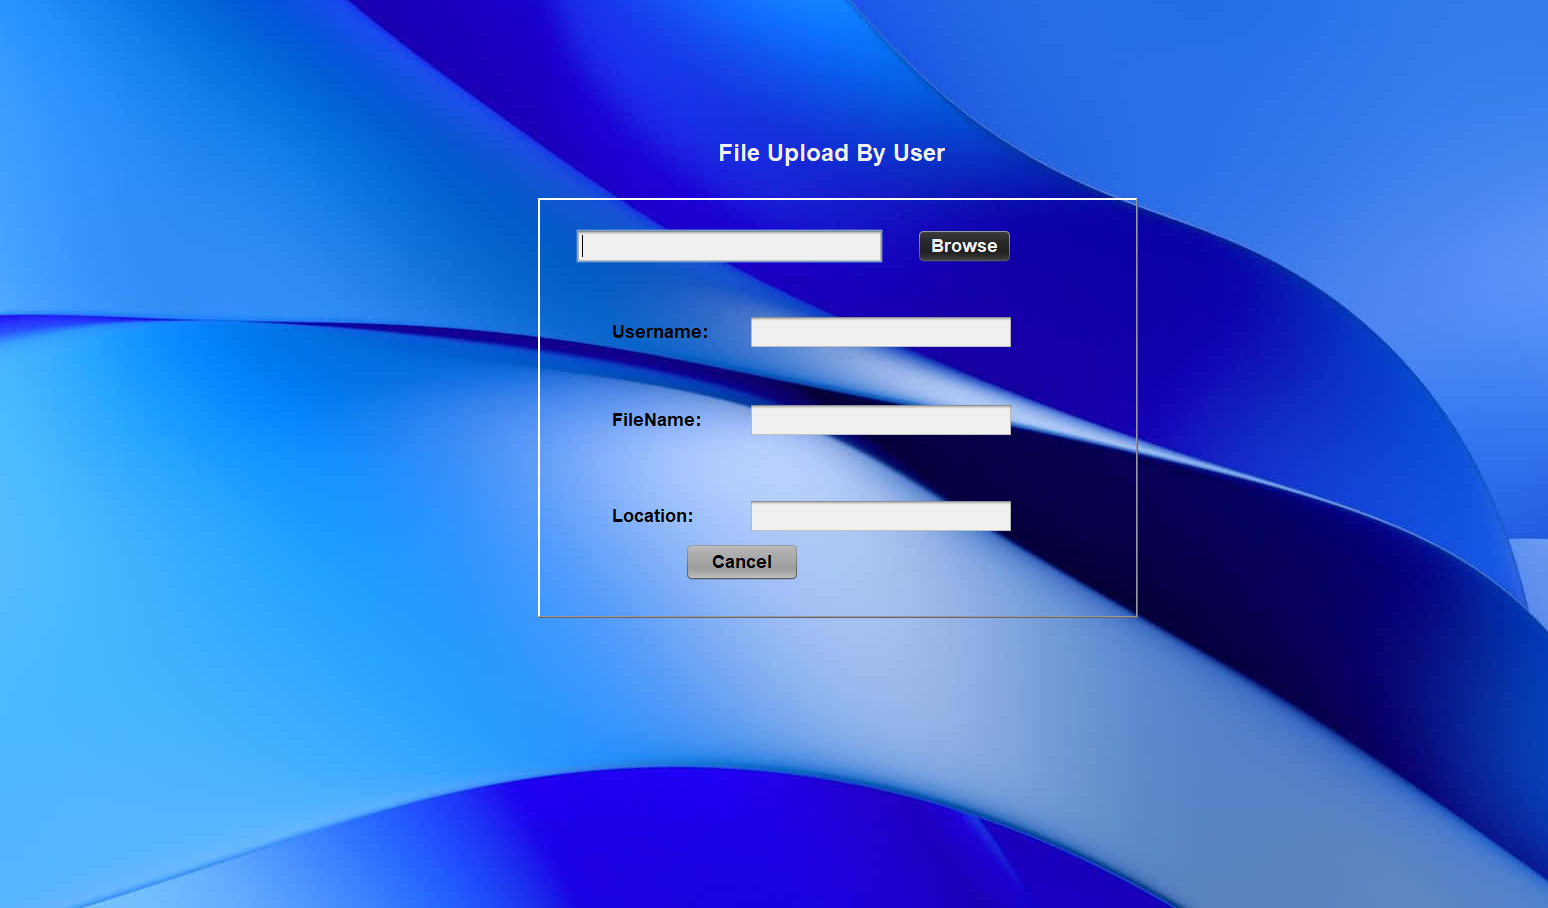 File Upload By User
Browse
Username:
FileName:
Location:
Cancel